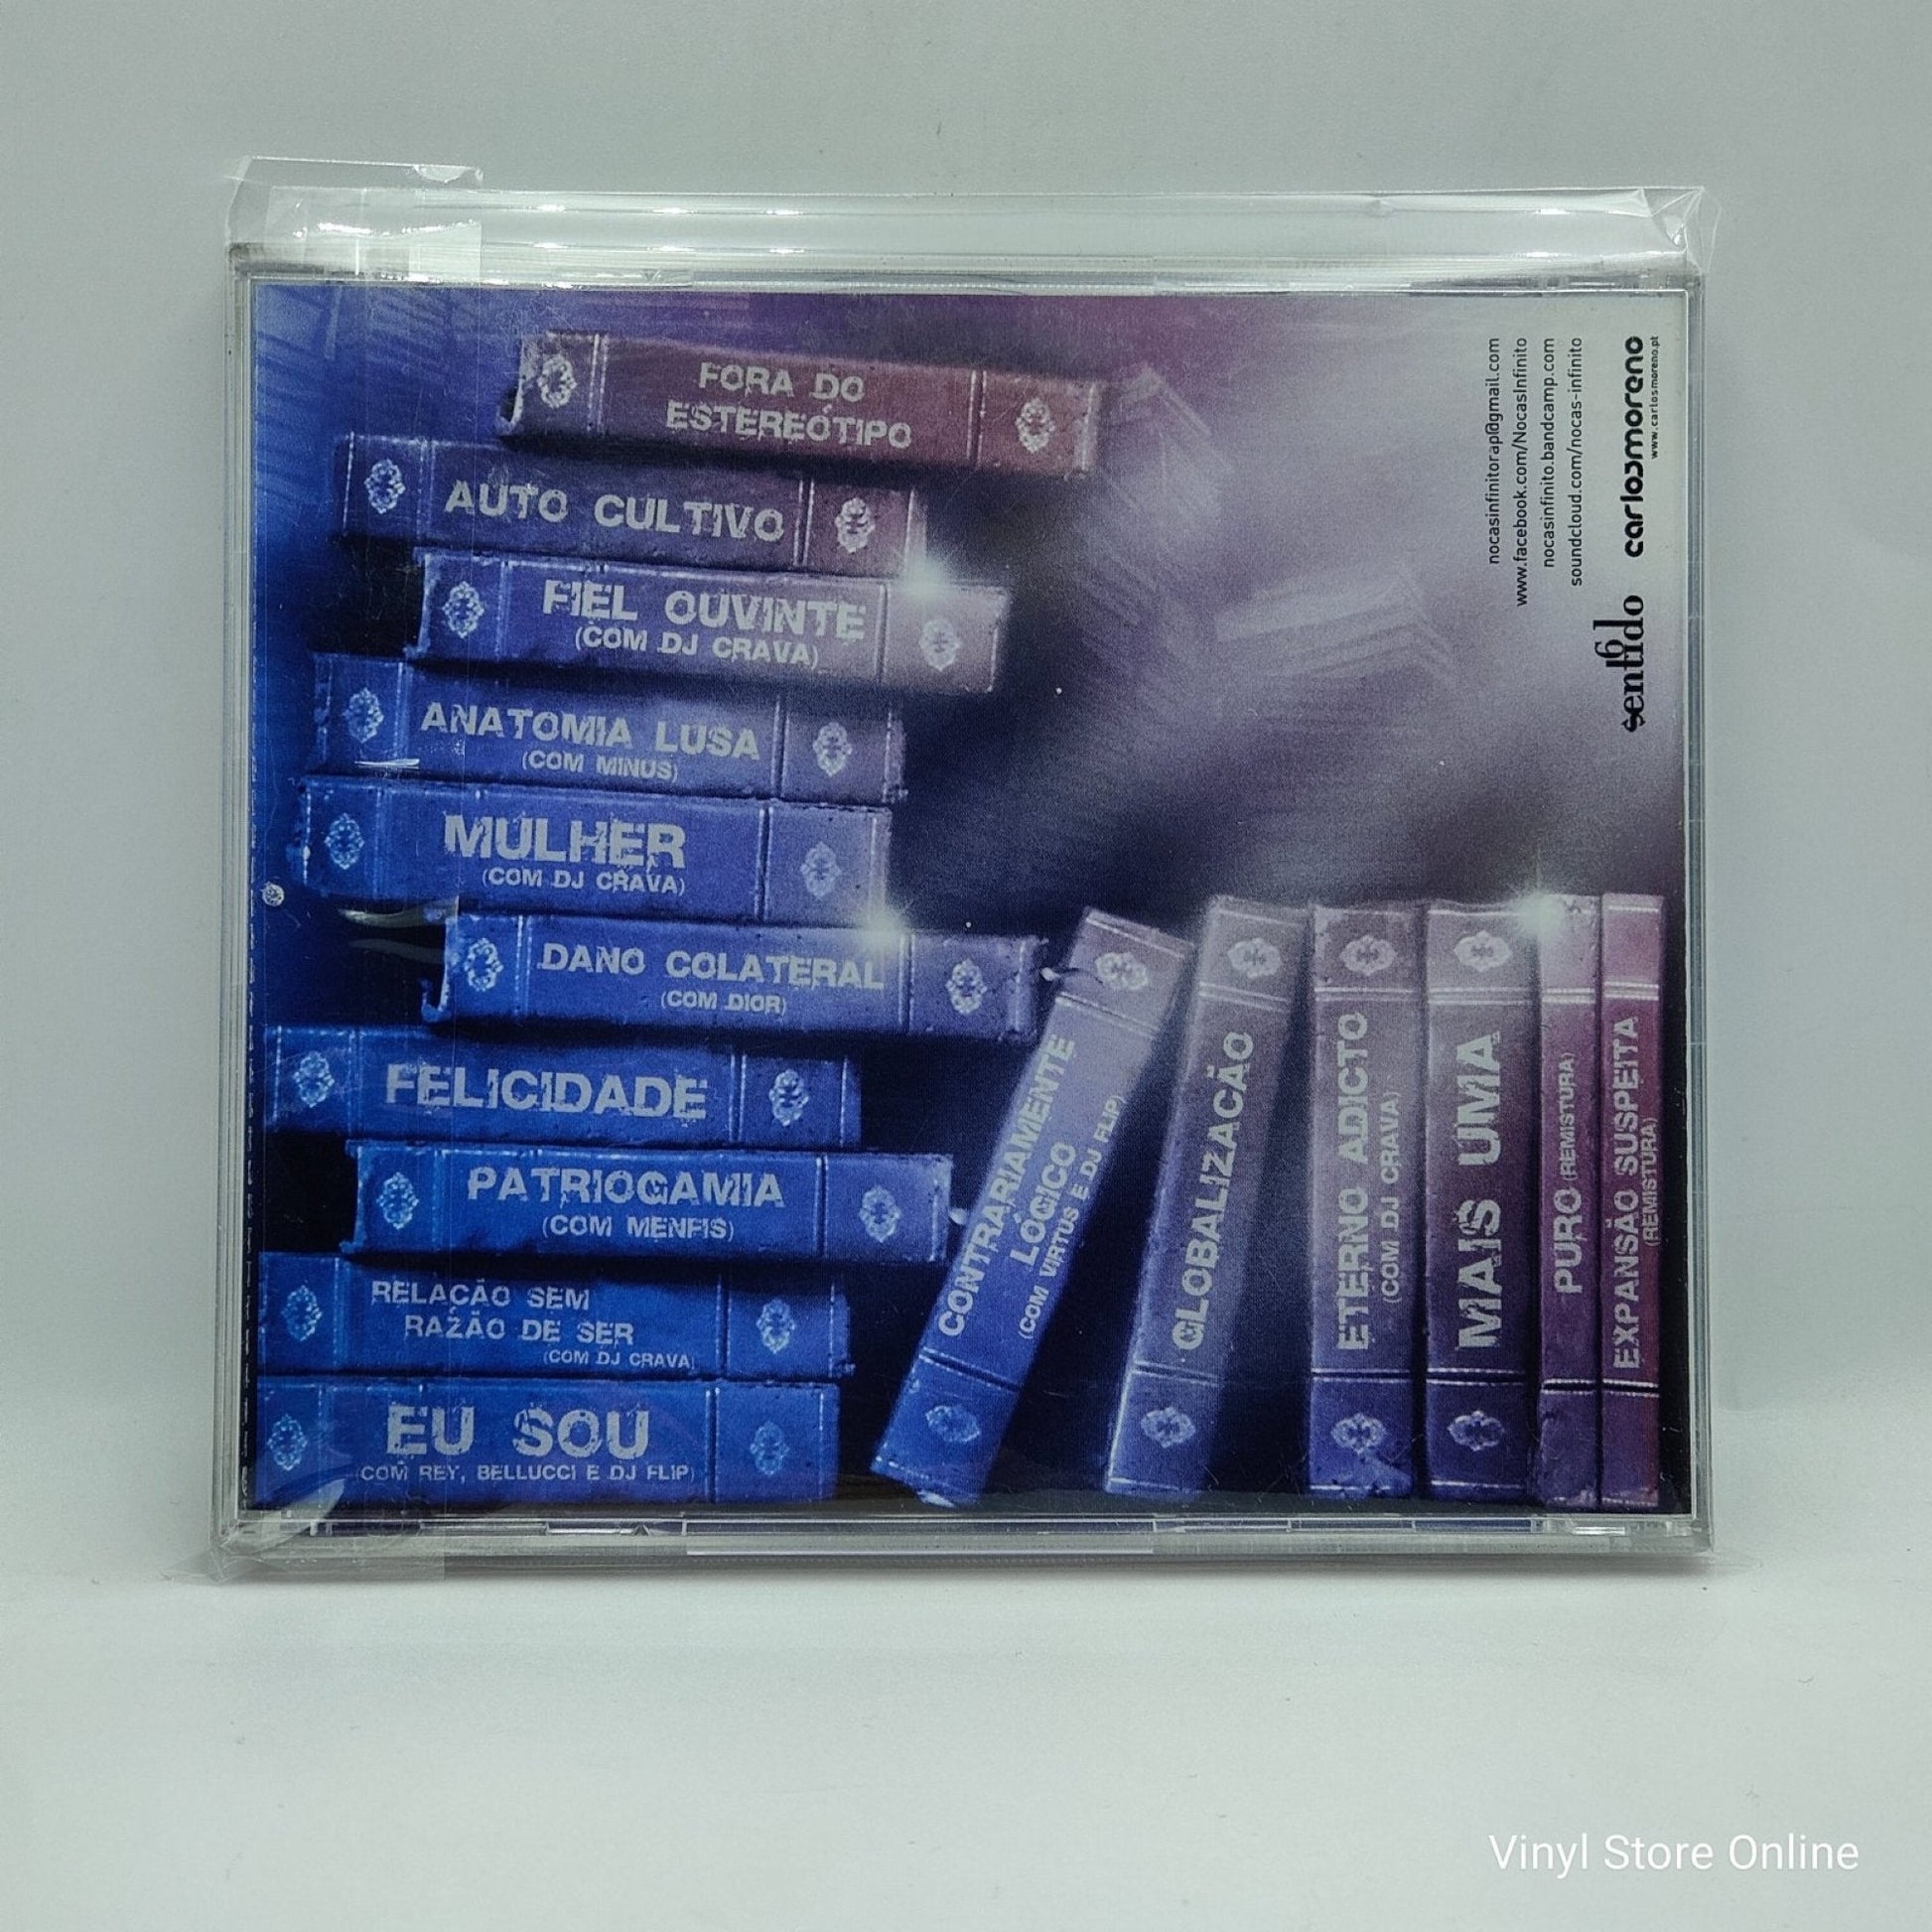 FORA DO
ESTEREÓTIPO
AUTO CULTIVO
FIEL OUVINTE
(COM DJ CRAVA)
ANATOMIA LUSA
(COM MINUS)
MULHER
(COM DJ CRAVA)
DANO COLATERAL
(COM DIOR)
FELICIDADE
PATRIOGAMIA
(COM MENFIS)
RELAÇÃO SEM
RAZÃO DE SER
(COM DJ CRAVA)
EU SOU
(COM REY, BELLUCCI E DJ FLIP)
CONTRARIAMENTE
LÓGICO
(COM VIRTUS E DJ FLIP)
GLOBALIZAÇÃO
ETERNO ADICTO
(COM DJ CRAVA)
MAIS UMA
PURO (REMISTURA)
EXPANSÃO SUSPEITA
(REMISTURA)
nocasinfinitorap@gmail.com
www.facebook.com/NocasInfinito
nocasinfinito.bandcamp.com
soundcloud.com/nocas-infinito
sentido
carlosmoreno
www.carlosmoreno.pt
Vinyl Store Online